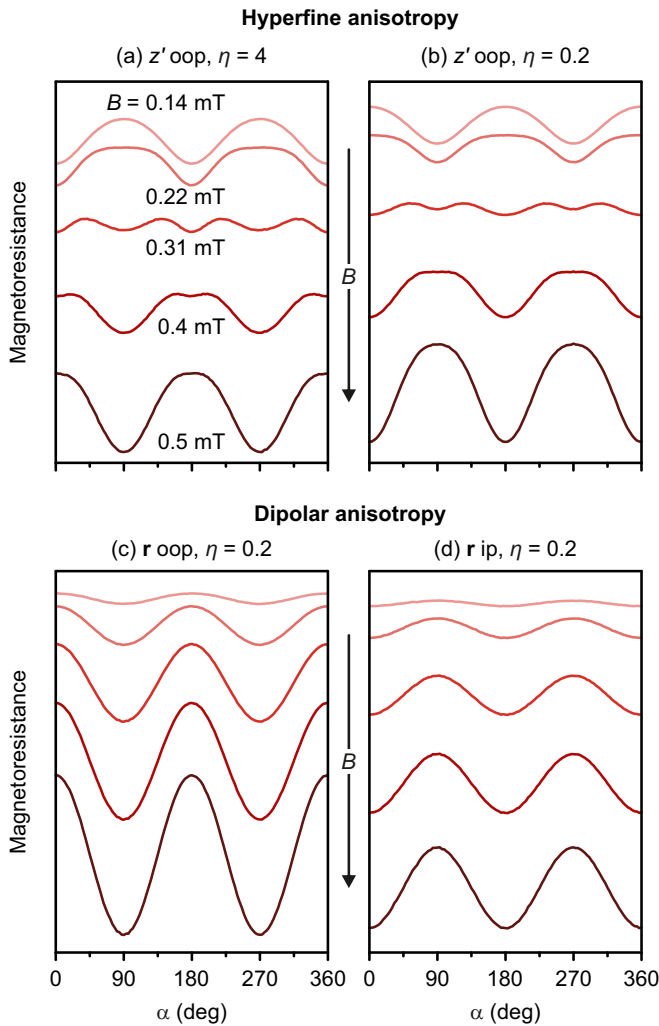 Hyperfine anisotropy
(a) z′ oop, η = 4
(b) z′ oop, η = 0.2
B = 0.14 mT
0.22 mT
0.31 mT
0.4 mT
0.5 mT
Magnetoresistance
B
Dipolar anisotropy
(c) r oop, η = 0.2
(d) r ip, η = 0.2
Magnetoresistance
B
0 90 180 270 360
0 90 180 270 360
α (deg)
α (deg)